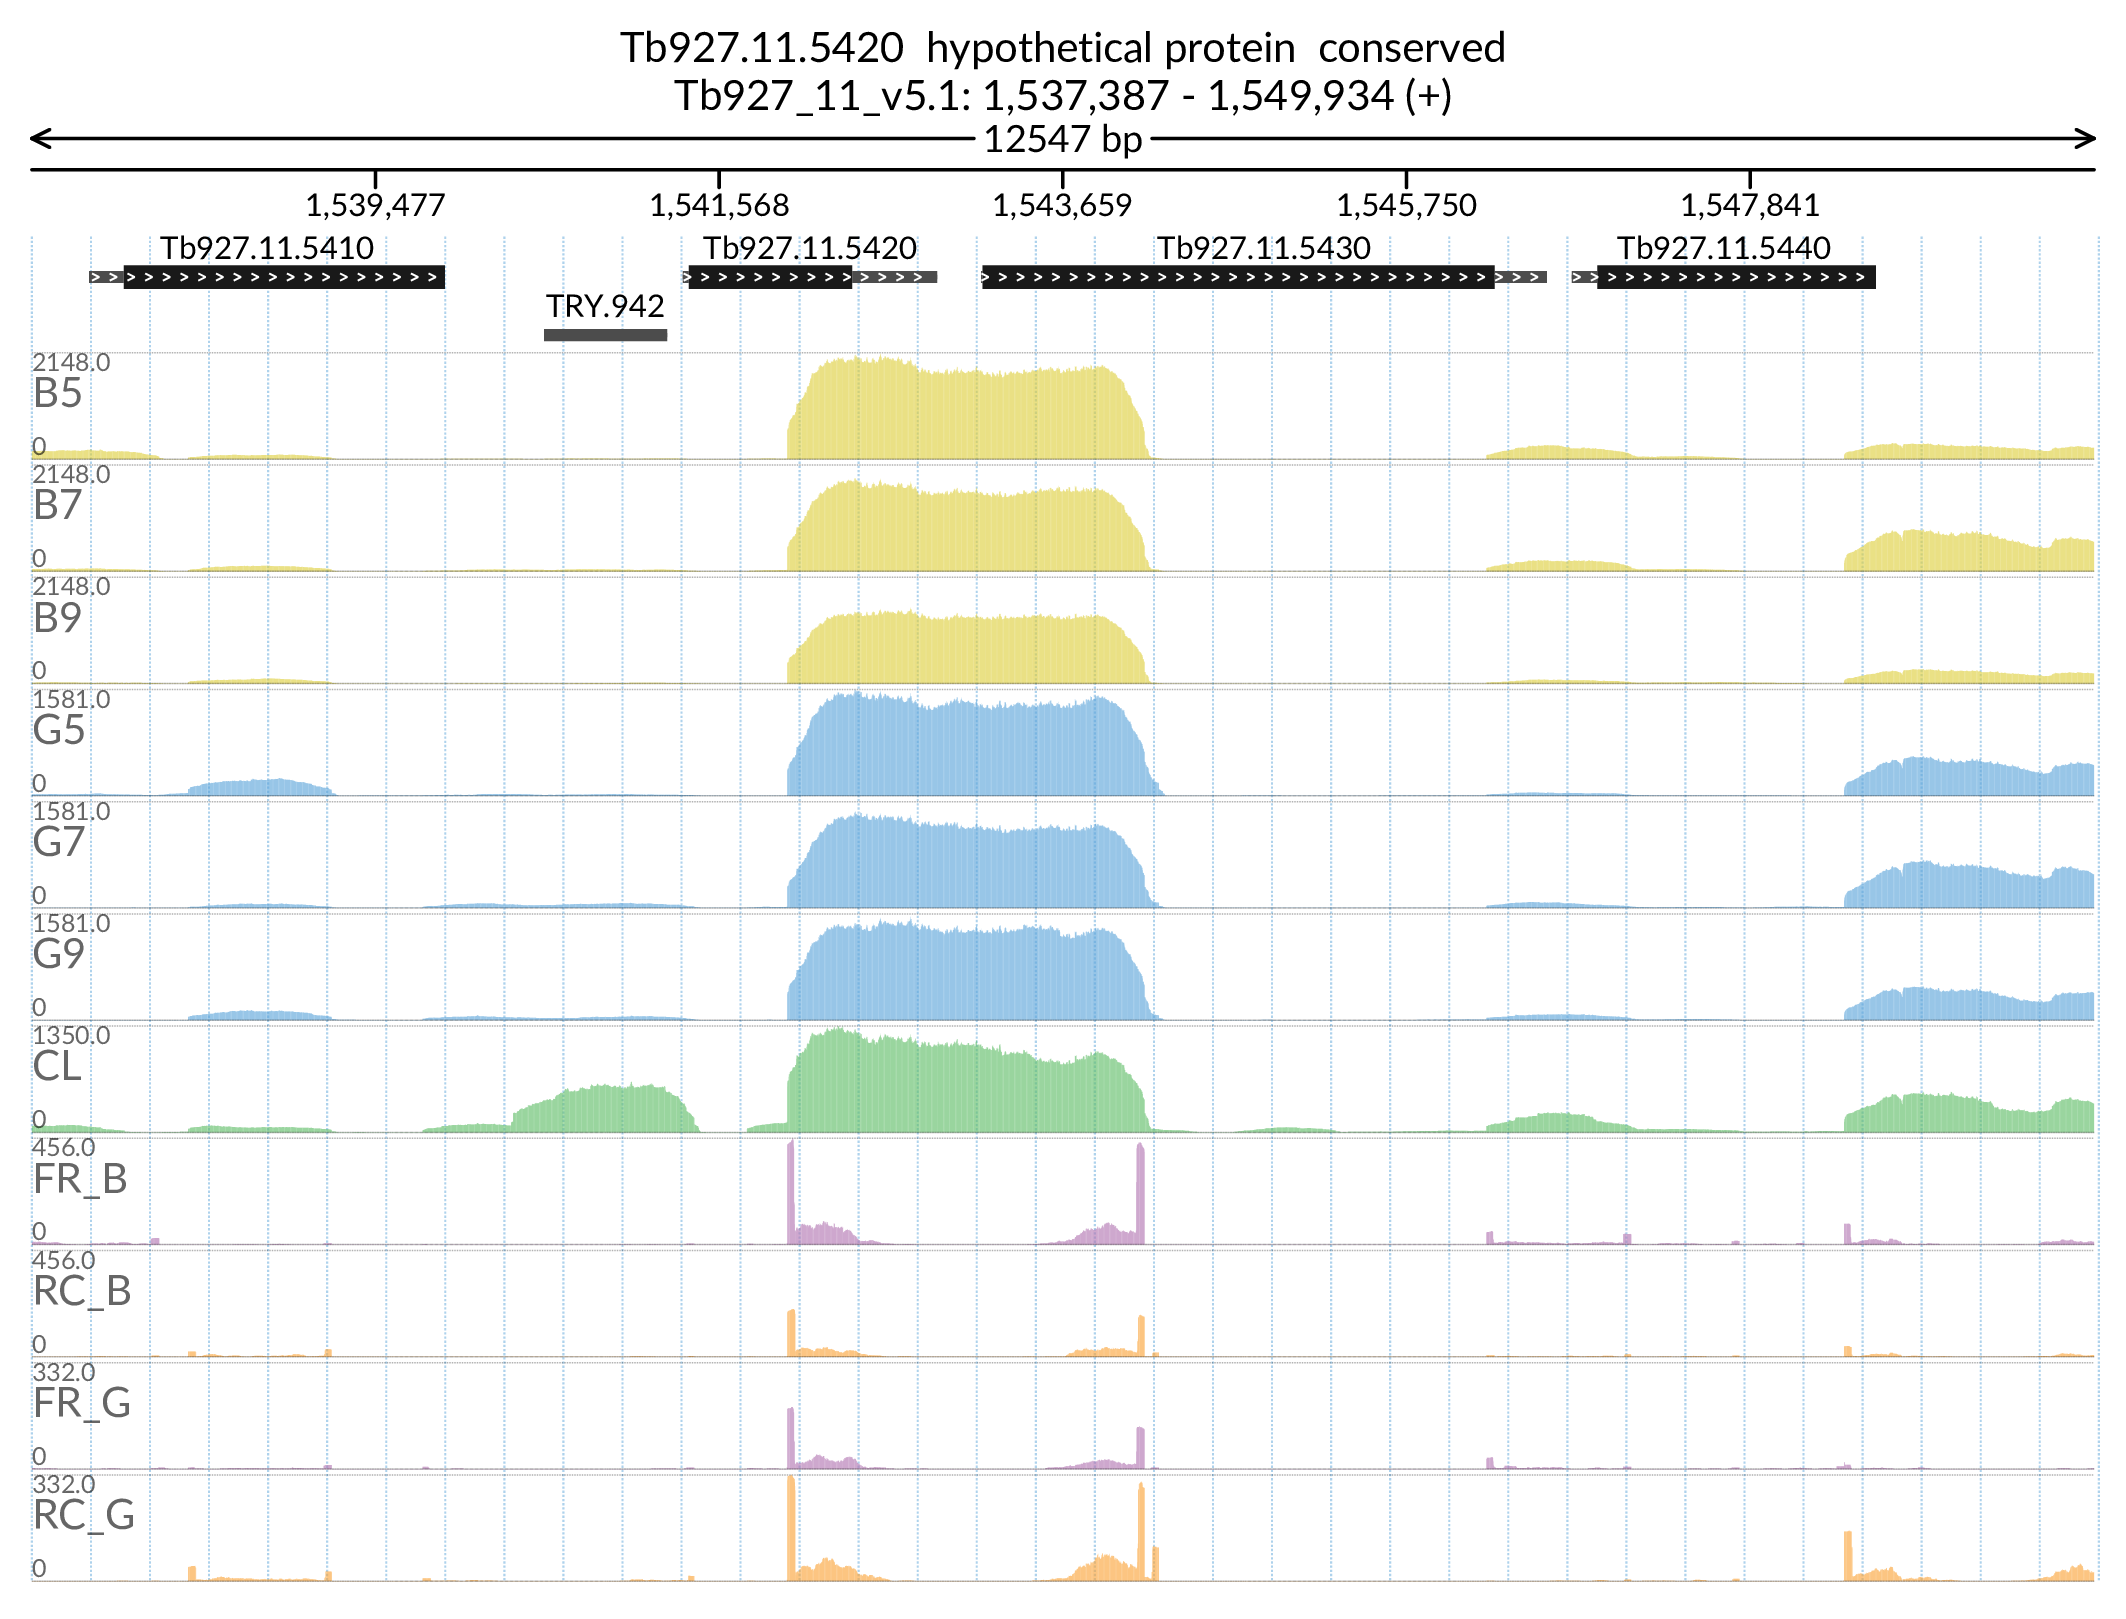 Tb927.11.5420 hypothetical protein conserved
Tb927_11_v5.1: 1,537,387 - 1,549,934 (+)
12547 bp
1,539,477 1,541,568 1,543,659 1,545,750 1,547,841
Tb927.11.5410 Tb927.11.5420 Tb927.11.5430 Tb927.11.5440
TRY.942
2148.0
B5
0
2148.0
B7
0
2148.0
B9
0
1581.0
G5
0
1581.0
G7
0
1581.0
G9
0
1350.0
CL
0
456.0
FR_B
0
456.0
RC_B
0
332.0
FR_G
0
332.0
RC_G
0